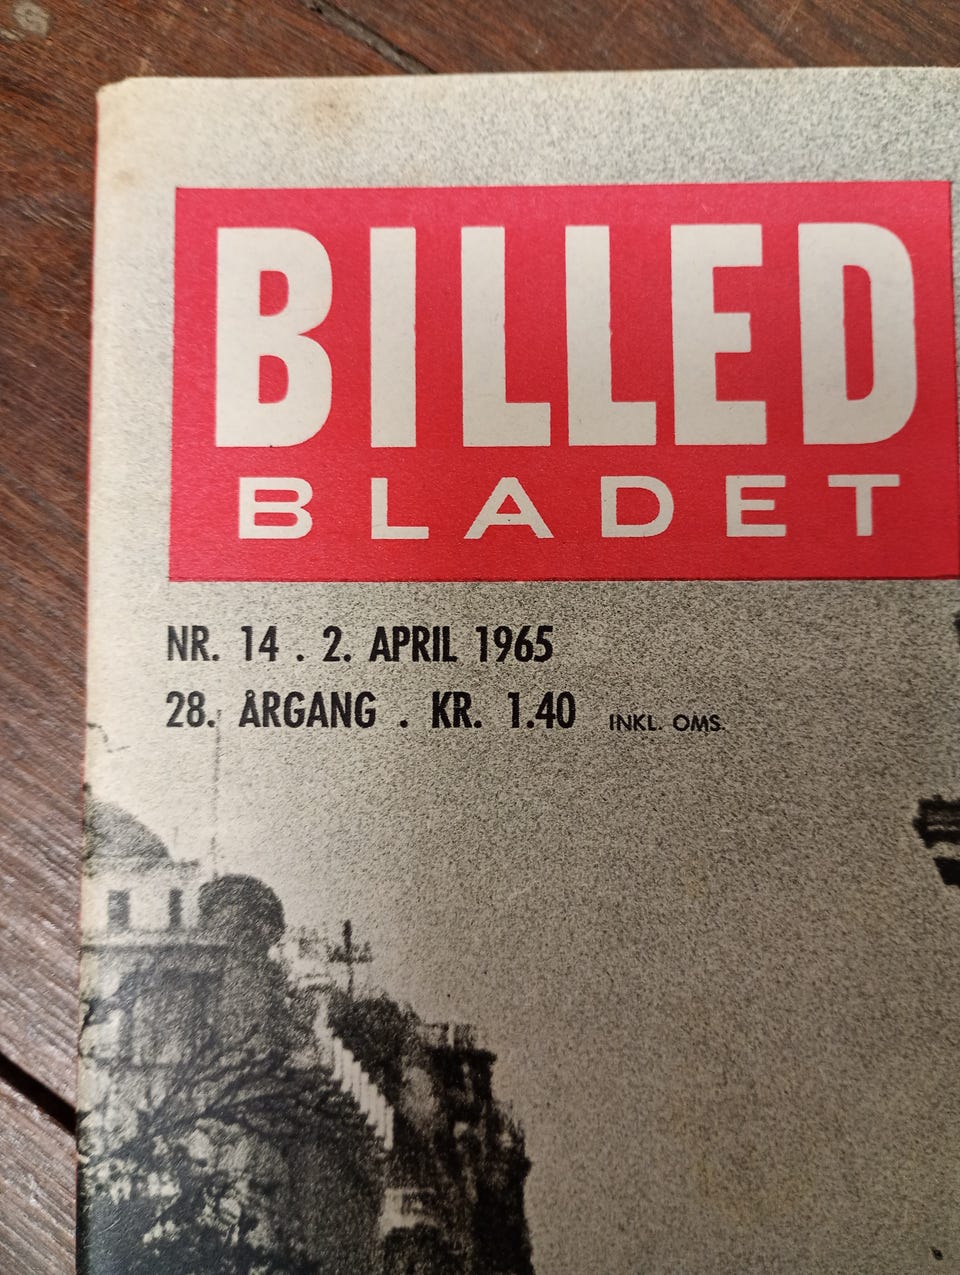 BILLED
BLADET
NR. 14 . 2. APRIL 1965
28. ÅRGANG . KR. 1.40 INKL. OMS.